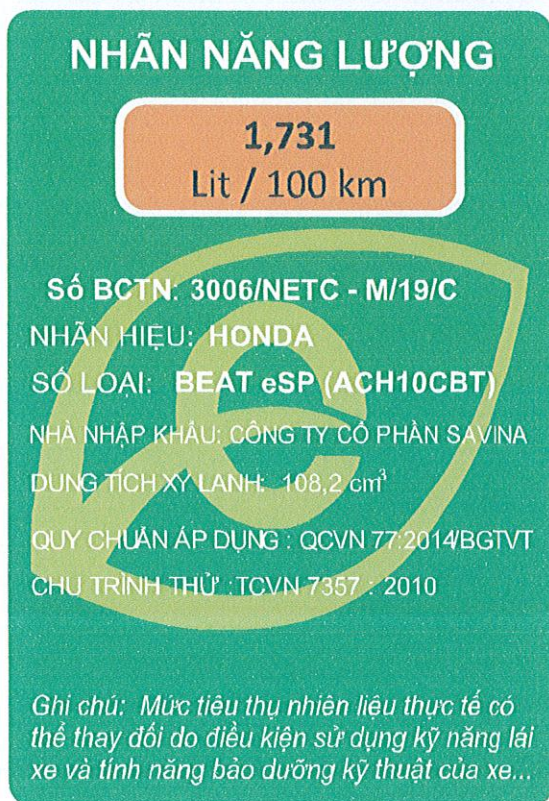 NHÃN NĂNG LƯỢNG
1,731
Lit / 100 km
Số BCTN: 3006/NETC - M/19/C
NHÃN HIỆU: HONDA
SỐ LOẠI: BEAT eSP (ACH10CBT)
NHÀ NHẬP KHẨU: CÔNG TY CỔ PHẦN SAVINA
DUNG TÍCH XY LANH: 108,2 cm³
QUY CHUẨN ÁP DỤNG : QCVN 77:2014/BGTVT
CHU TRÌNH THỬ : TCVN 7357 : 2010
Ghi chú: Mức tiêu thụ nhiên liệu thực tế có
thể thay đổi do điều kiện sử dụng kỹ năng lái
xe và tính năng bảo dưỡng kỹ thuật của xe...